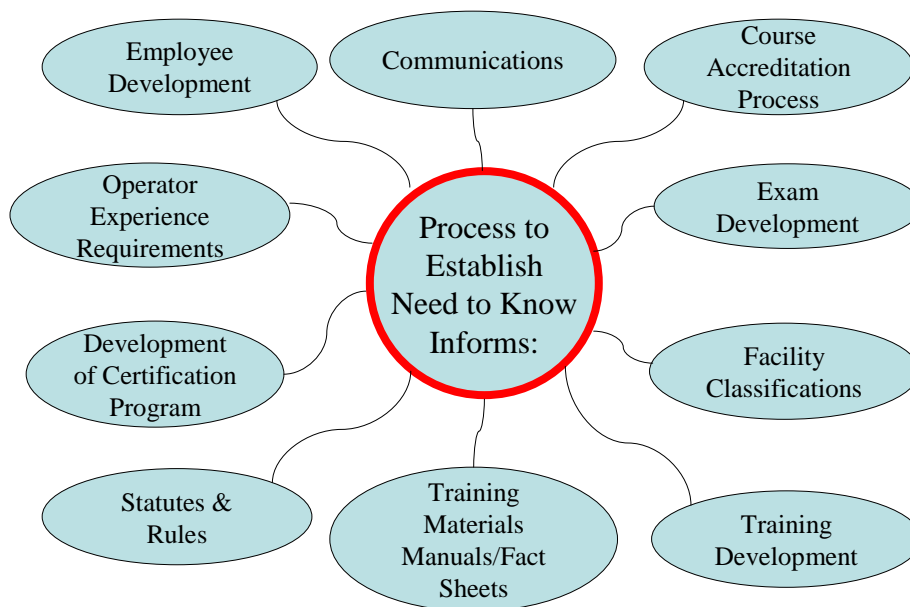 Employee
Development
Communications
Course
Accreditation
Process
Operator
Experience
Requirements
Exam
Development
Process to
Establish
Need to Know
Informs:
Development
of Certification
Program
Facility
Classifications
Statutes &
Rules
Training
Materials
Manuals/Fact
Sheets
Training
Development